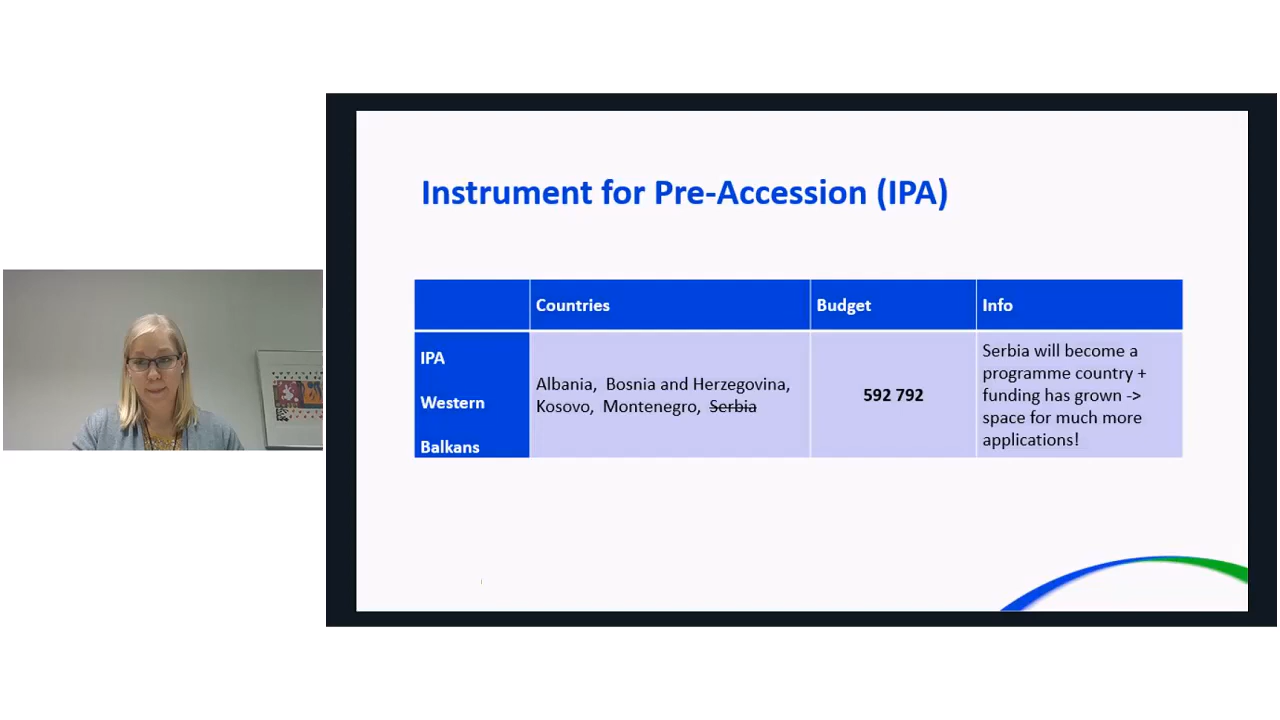 Instrument for Pre-Accession (IPA)
Countries
Budget
Info
IPA
Western
Balkans
Albania, Bosnia and Herzegovina,
Kosovo, Montenegro, Serbia
592 792
Serbia will become a
programme country +
funding has grown ->
space for much more
applications!